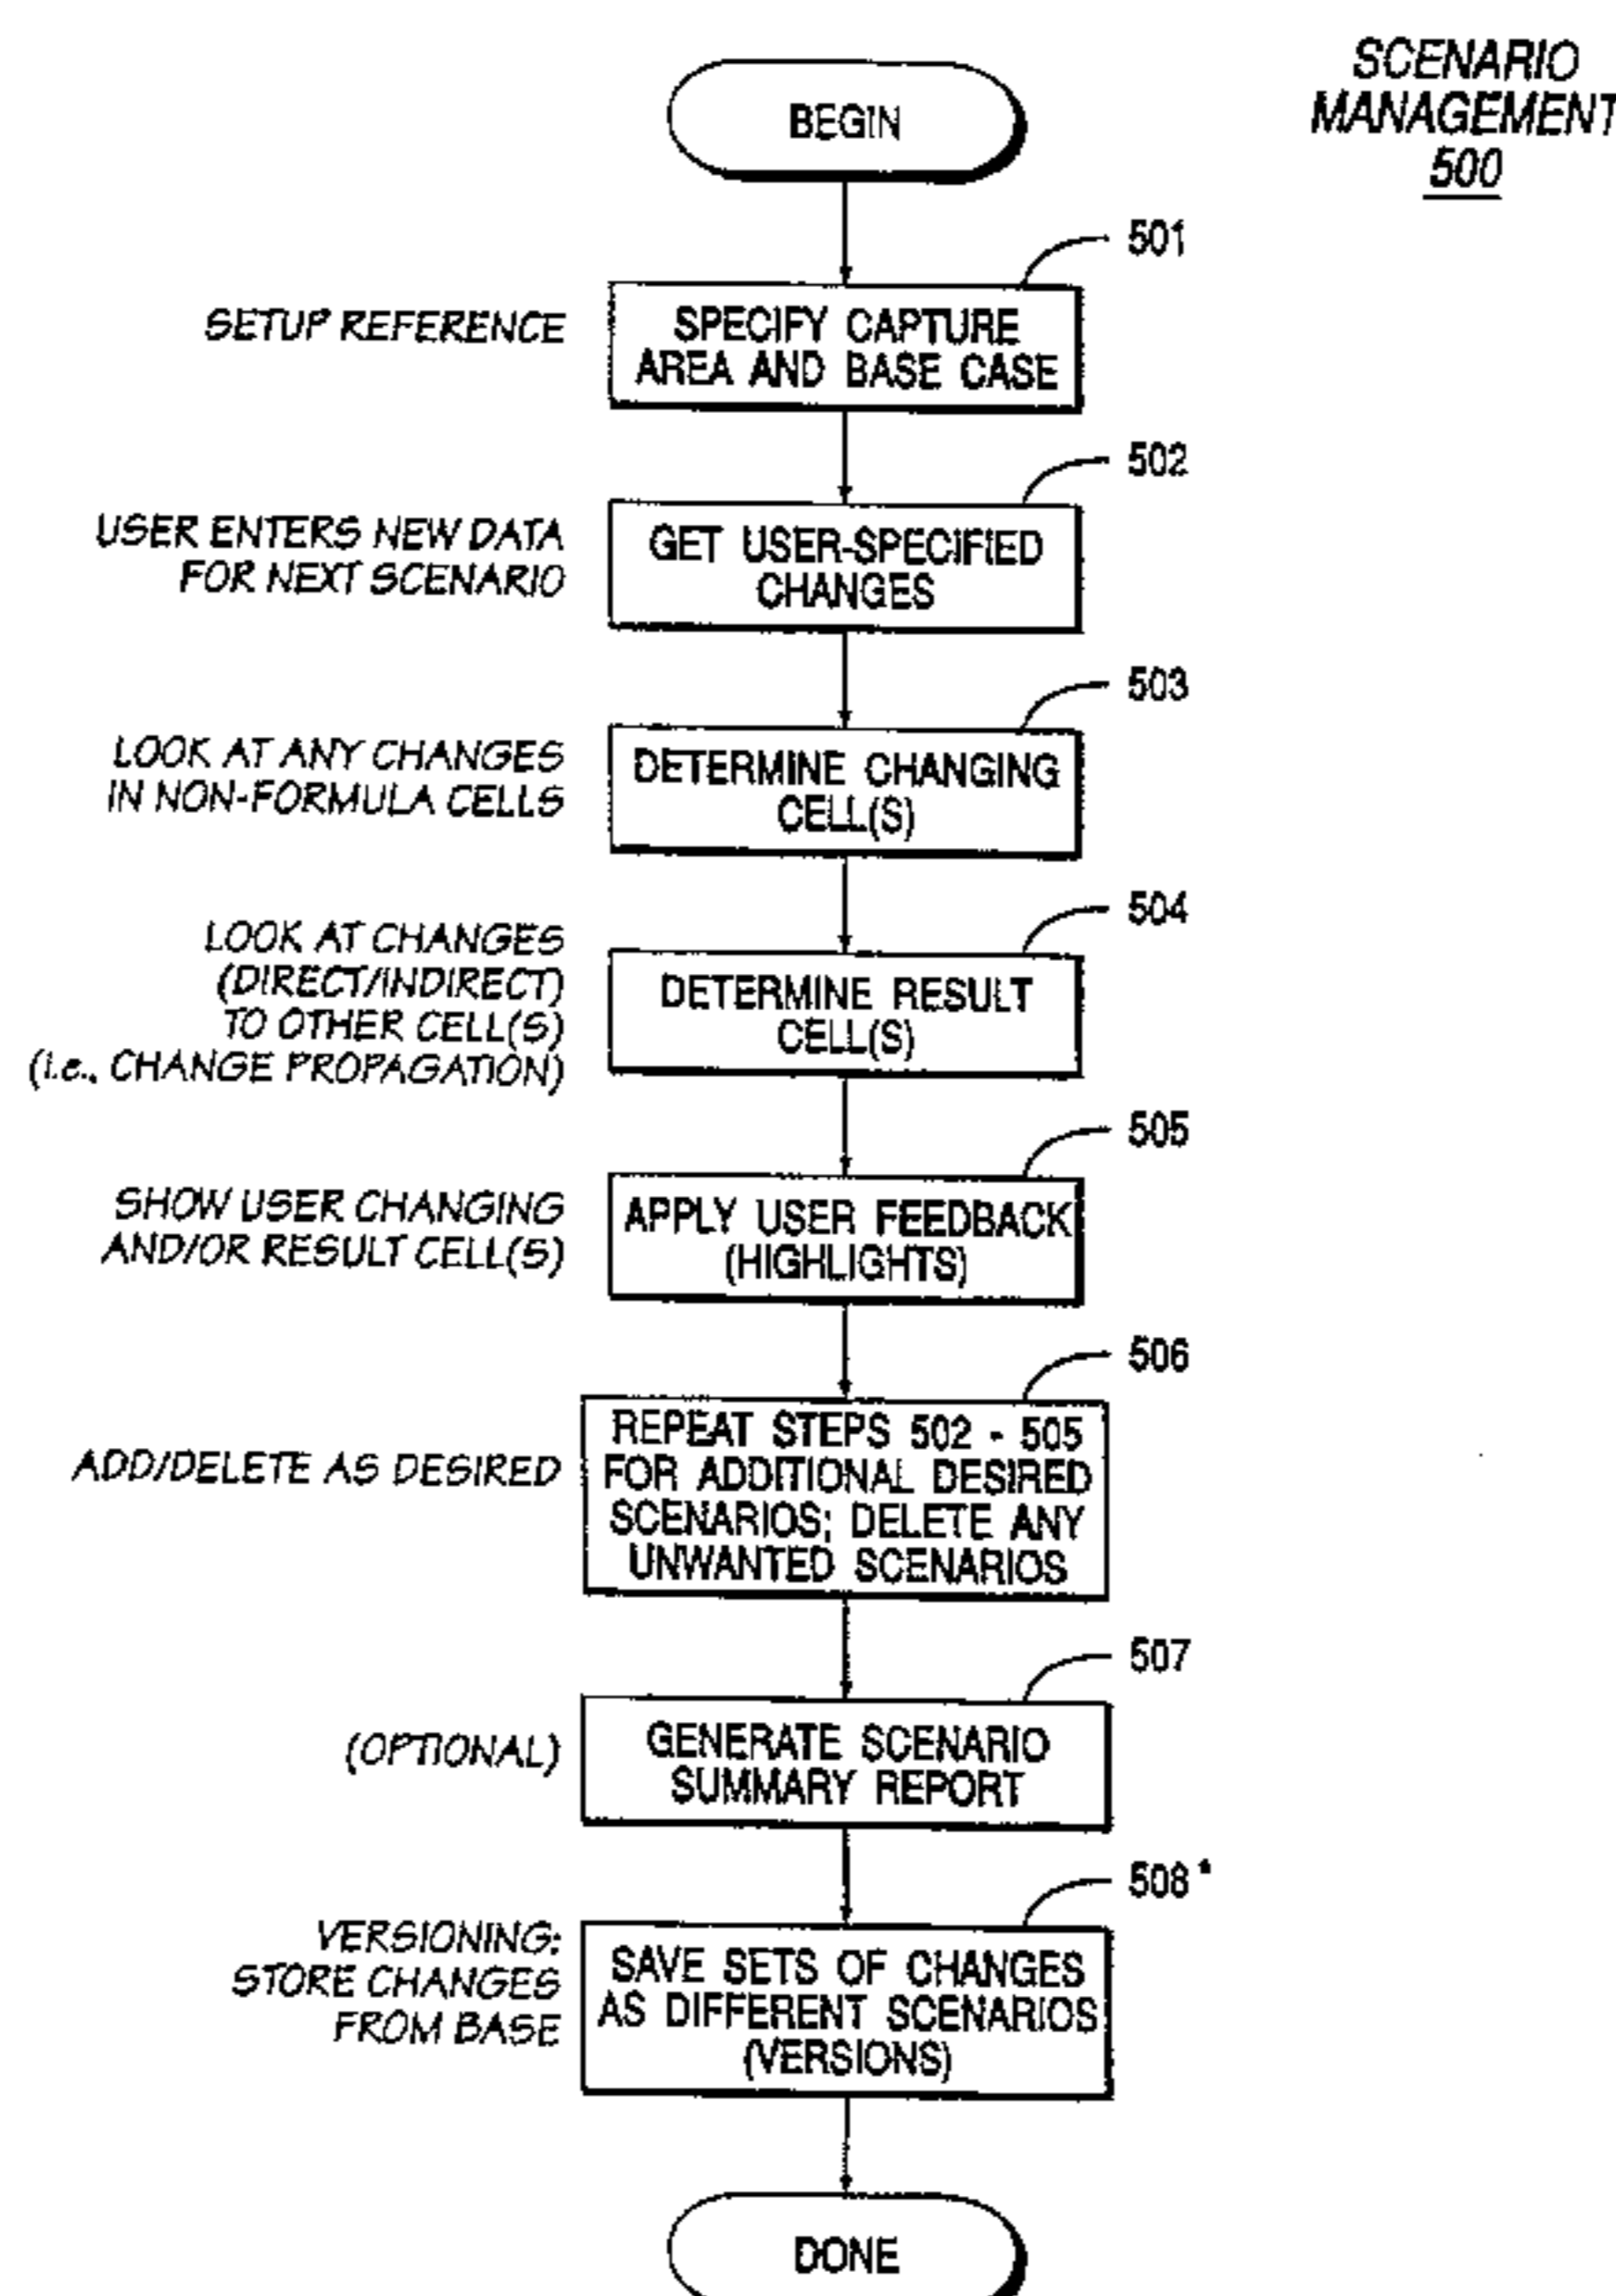 SCENARIO
MANAGEMENT
500
BEGIN
501
SETUP REFERENCE
SPECIFY CAPTURE
AREA AND BASE CASE
502
USER ENTERS NEW DATA
FOR NEXT SCENARIO
GET USER-SPECIFIED
CHANGES
503
LOOK AT ANY CHANGES
IN NON-FORMULA CELLS
DETERMINE CHANGING
CELL(S)
504
LOOK AT CHANGES
(DIRECT/INDIRECT)
TO OTHER CELL(S)
(i.e., CHANGE PROPAGATION)
DETERMINE RESULT
CELL(S)
505
SHOW USER CHANGING
AND/OR RESULT CELL(S)
APPLY USER FEEDBACK
(HIGHLIGHTS)
506
ADD/DELETE AS DESIRED
REPEAT STEPS 502 - 505
FOR ADDITIONAL DESIRED
SCENARIOS; DELETE ANY
UNWANTED SCENARIOS
507
(OPTIONAL)
GENERATE SCENARIO
SUMMARY REPORT
508*
VERSIONING:
STORE CHANGES
FROM BASE
SAVE SETS OF CHANGES
AS DIFFERENT SCENARIOS
(VERSIONS)
DONE